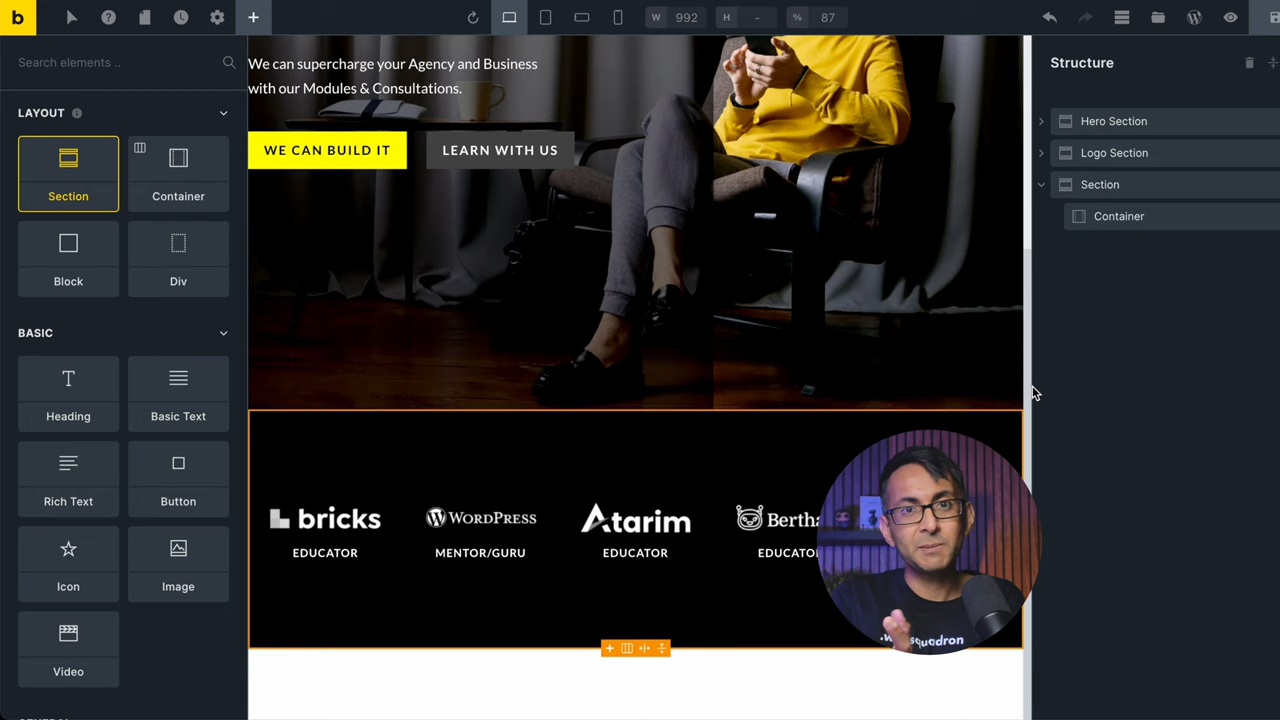 b
W 992 H - % 87
Search elements ..
LAYOUT
Section
Container
Block
Div
BASIC
Heading
Basic Text
Rich Text
Button
Icon
Image
Video
We can supercharge your Agency and Business
with our Modules & Consultations.
WE CAN BUILD IT
LEARN WITH US
bricks
EDUCATOR
WORDPRESS
MENTOR/GURU
Atarim
EDUCATOR
Structure
Hero Section
Logo Section
Section
Container